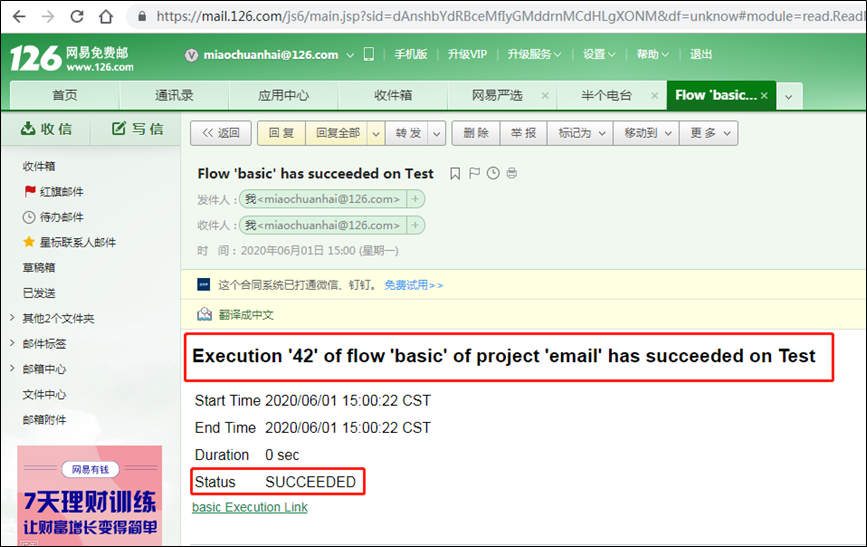 https://mail.126.com/js6/main.jsp?sid=dAnshbYdRBceMfIyGMddrnMCdHLgXONM&df=unknow#module=read.ReadM
126 网易免费邮
www.126.com
miaochuanhai@126.com 手机版 升级VIP 升级服务 设置 帮助 退出
首页 通讯录 应用中心 收件箱 网易严选 × 半个电台 × Flow 'basic... ×
收信 写信
<< 返回 回复 回复全部 转发 删除 举报 标记为 移动到 更多
收件箱
红旗邮件
待办邮件
星标联系人邮件
草稿箱
已发送
其他2个文件夹
邮件标签
邮箱中心
文件中心
邮箱附件
网易有钱
7天理财训练
让财富增长变得简单
Flow 'basic' has succeeded on Test
发件人： 我<miaochuanhai@126.com> +
收件人： 我<miaochuanhai@126.com> +
时 间： 2020年06月01日 15:00 (星期一)
这个合同系统已打通微信、钉钉。 免费试用>>
翻译成中文
Execution '42' of flow 'basic' of project 'email' has succeeded on Test
Start Time 2020/06/01 15:00:22 CST
End Time 2020/06/01 15:00:22 CST
Duration 0 sec
Status SUCCEEDED
basic Execution Link